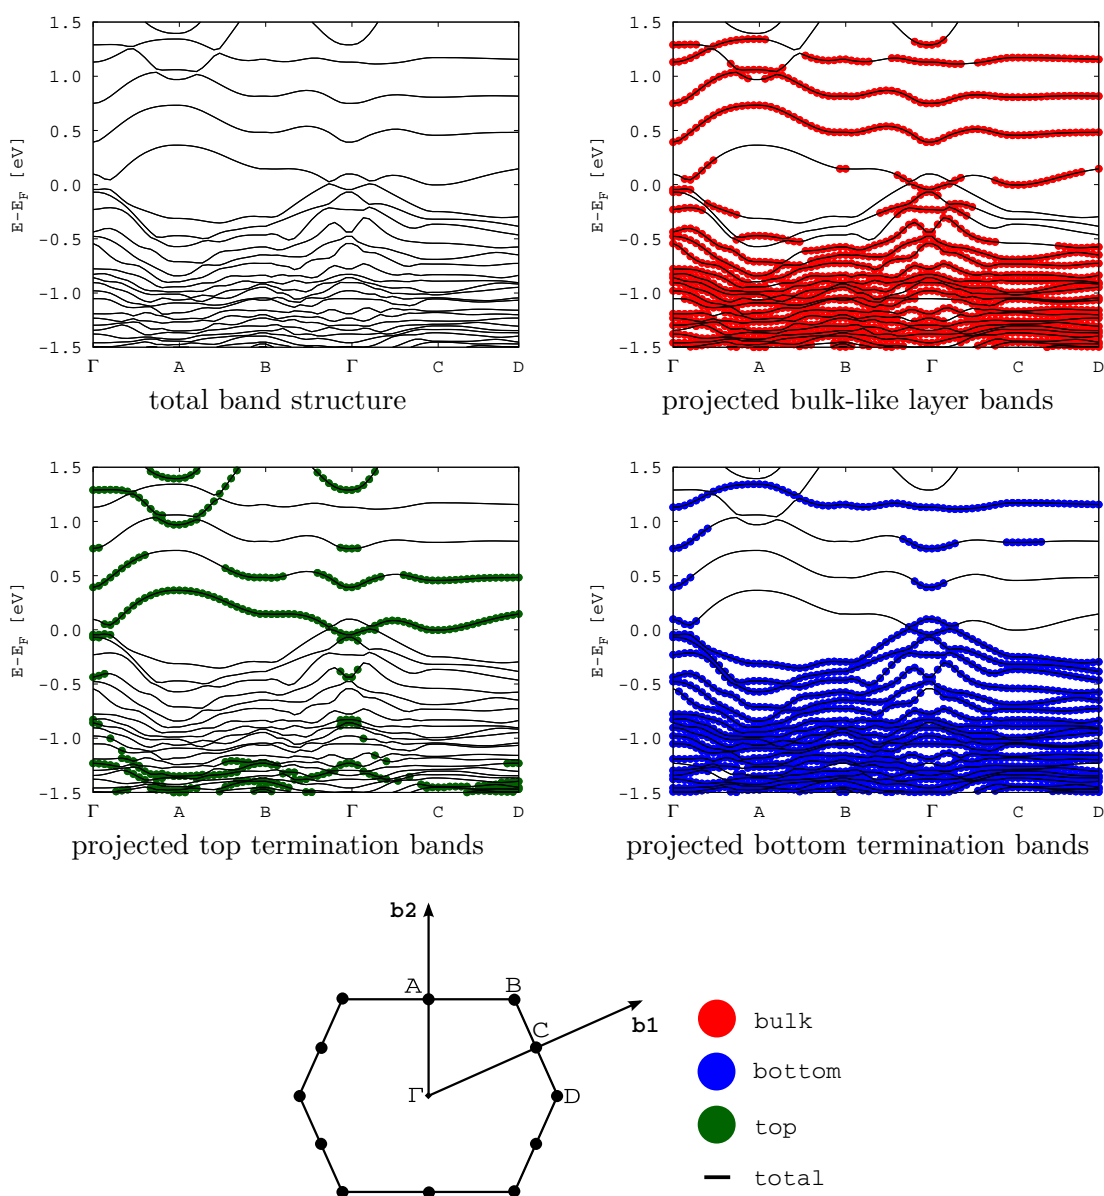 1.5
1.0
0.5
0.0
−0.5
−1.0
−1.5
E−E_F [eV]
Γ A B Γ C D
total band structure
1.5
1.0
0.5
0.0
−0.5
−1.0
−1.5
E−E_F [eV]
Γ A B Γ C D
projected bulk-like layer bands
1.5
1.0
0.5
0.0
−0.5
−1.0
−1.5
E−E_F [eV]
Γ A B Γ C D
projected top termination bands
1.5
1.0
0.5
0.0
−0.5
−1.0
−1.5
E−E_F [eV]
Γ A B Γ C D
projected bottom termination bands
b2
A B
b1
C
Γ D
bulk
bottom
top
total